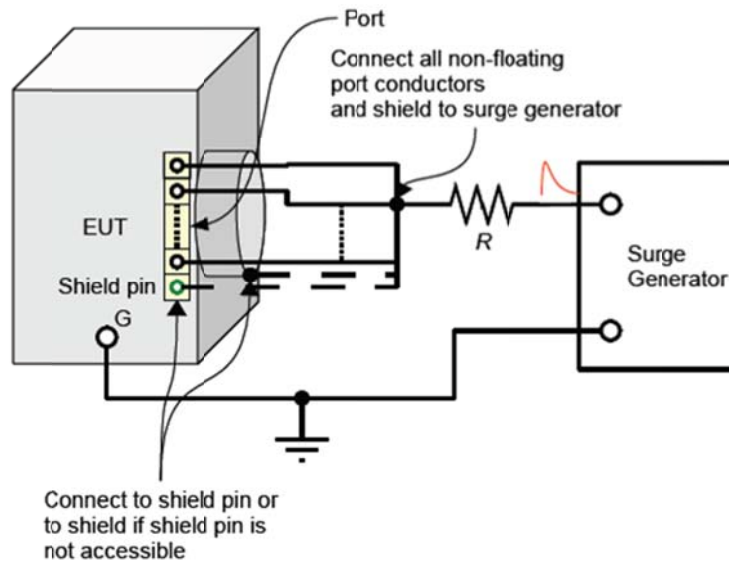 Port
Connect all non-floating
port conductors
and shield to surge generator
EUT
R
Surge
Generator
Shield pin
G
Connect to shield pin or
to shield if shield pin is
not accessible